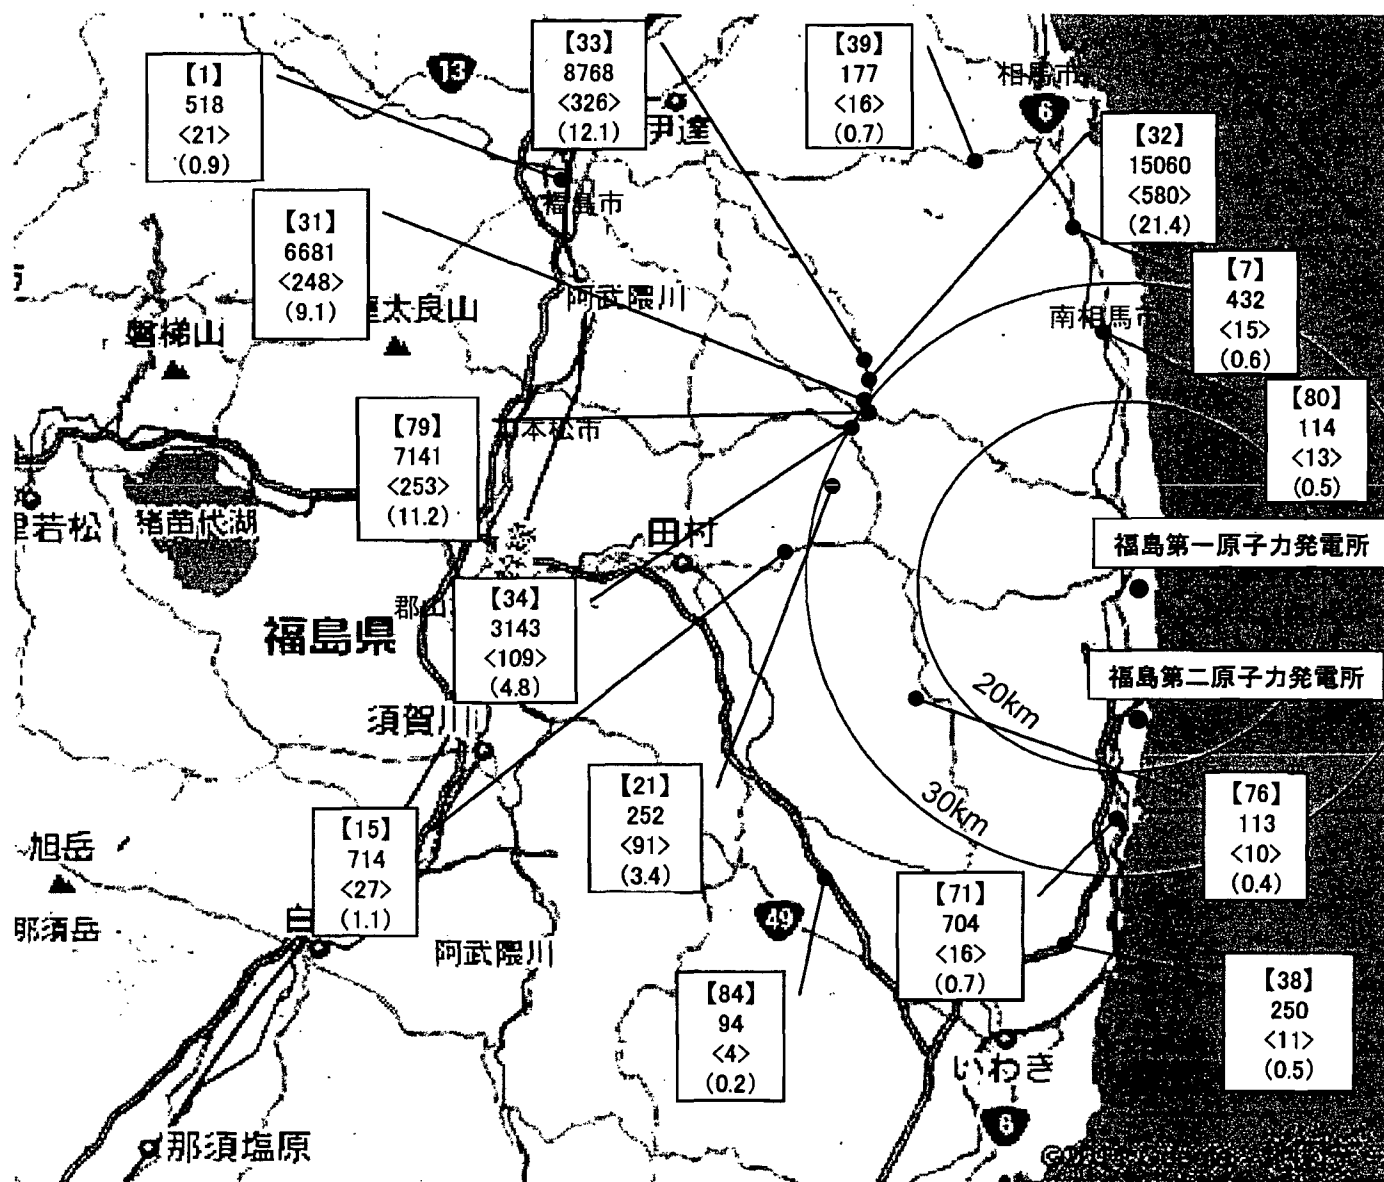 【33】
8768
<326>
(12.1)
【39】
177
<16>
(0.7)
【1】
518
<21>
(0.9)
13
伊達
相馬市
6
【32】
15060
<580>
(21.4)
福島市
【31】
6681
<248>
(9.1)
【7】
432
<15>
(0.6)
阿武隈川
太良山
磐梯山
南相馬市
【80】
114
<13>
(0.5)
【79】
7141
<253>
(11.2)
本松市
若松
猪苗代湖
田村
福島第一原子力発電所
【34】
3143
<109>
(4.8)
郡山
福島県
福島第二原子力発電所
20km
須賀川
【21】
252
<91>
(3.4)
30km
【76】
113
<10>
(0.4)
【15】
714
<27>
(1.1)
旭岳
那須岳
白
49
【71】
704
<16>
(0.7)
阿武隈川
【84】
94
<4>
(0.2)
【38】
250
<11>
(0.5)
いわき
那須塩原